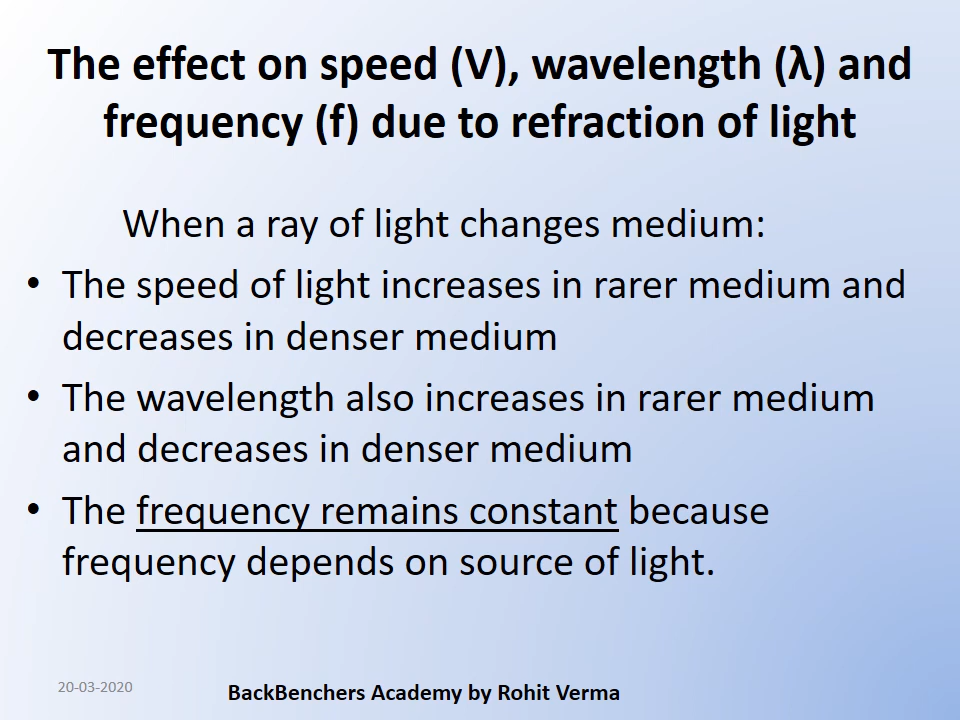 The effect on speed (V), wavelength (λ) and
frequency (f) due to refraction of light
When a ray of light changes medium:
• The speed of light increases in rarer medium and
decreases in denser medium
• The wavelength also increases in rarer medium
and decreases in denser medium
• The frequency remains constant because
frequency depends on source of light.
20-03-2020
BackBenchers Academy by Rohit Verma